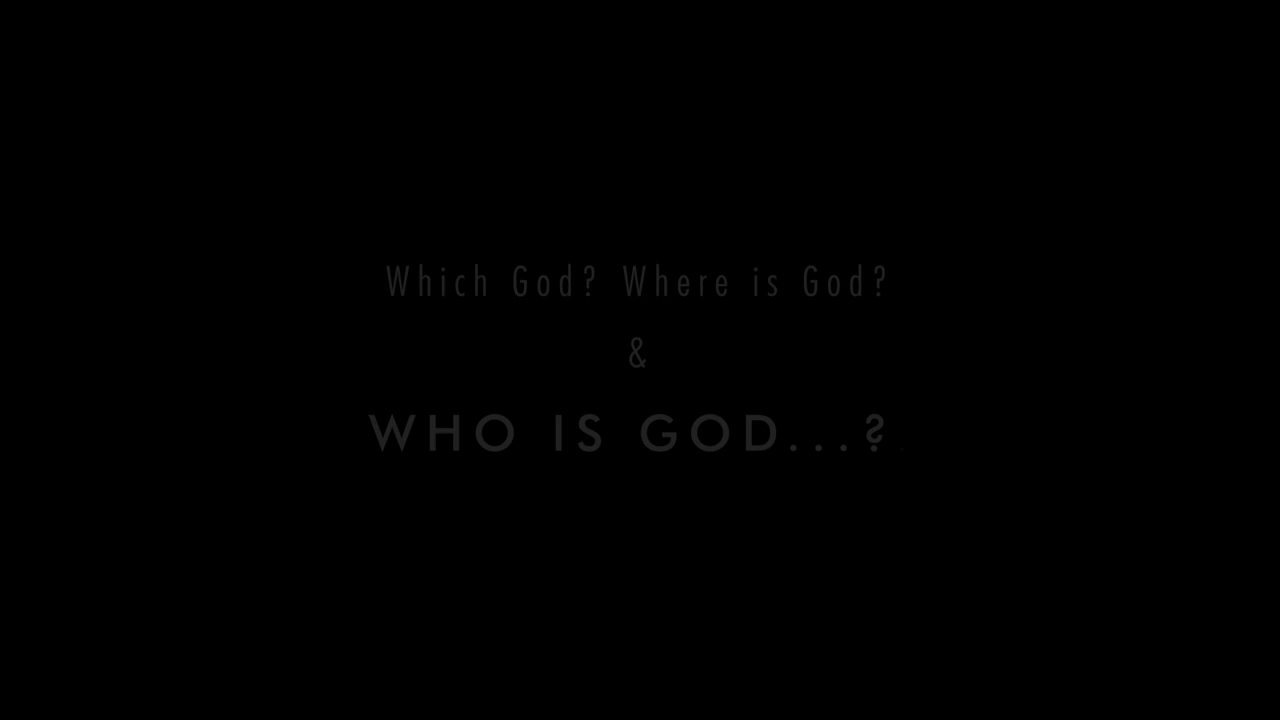 Which God? Where is God?
&
WHO IS GOD...?